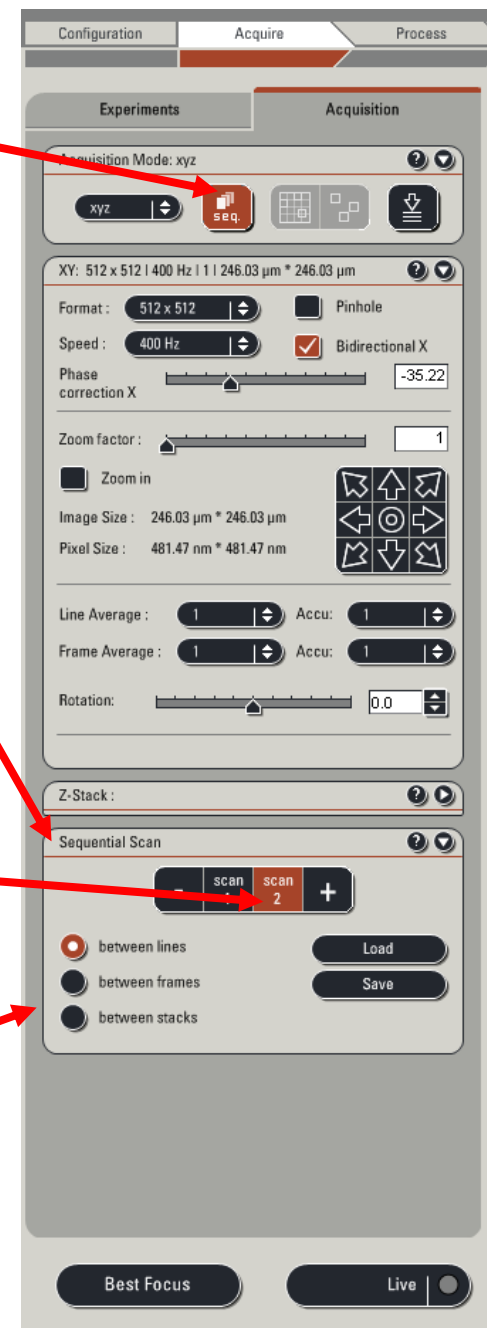 Configuration Acquire Process
Experiments Acquisition
Acquisition Mode: xyz ?
xyz seq.
XY: 512 x 512 | 400 Hz | 1 | 246.03 µm * 246.03 µm ?
Format : 512 x 512 Pinhole
Speed : 400 Hz Bidirectional X
Phase
correction X -35.22
Zoom factor : 1
Zoom in
Image Size : 246.03 µm * 246.03 µm
Pixel Size : 481.47 nm * 481.47 nm
Line Average : 1 Accu: 1
Frame Average : 1 Accu: 1
Rotation: 0.0
Z-Stack : ?
Sequential Scan ?
- scan scan +
2
between lines Load
between frames Save
between stacks
Best Focus Live